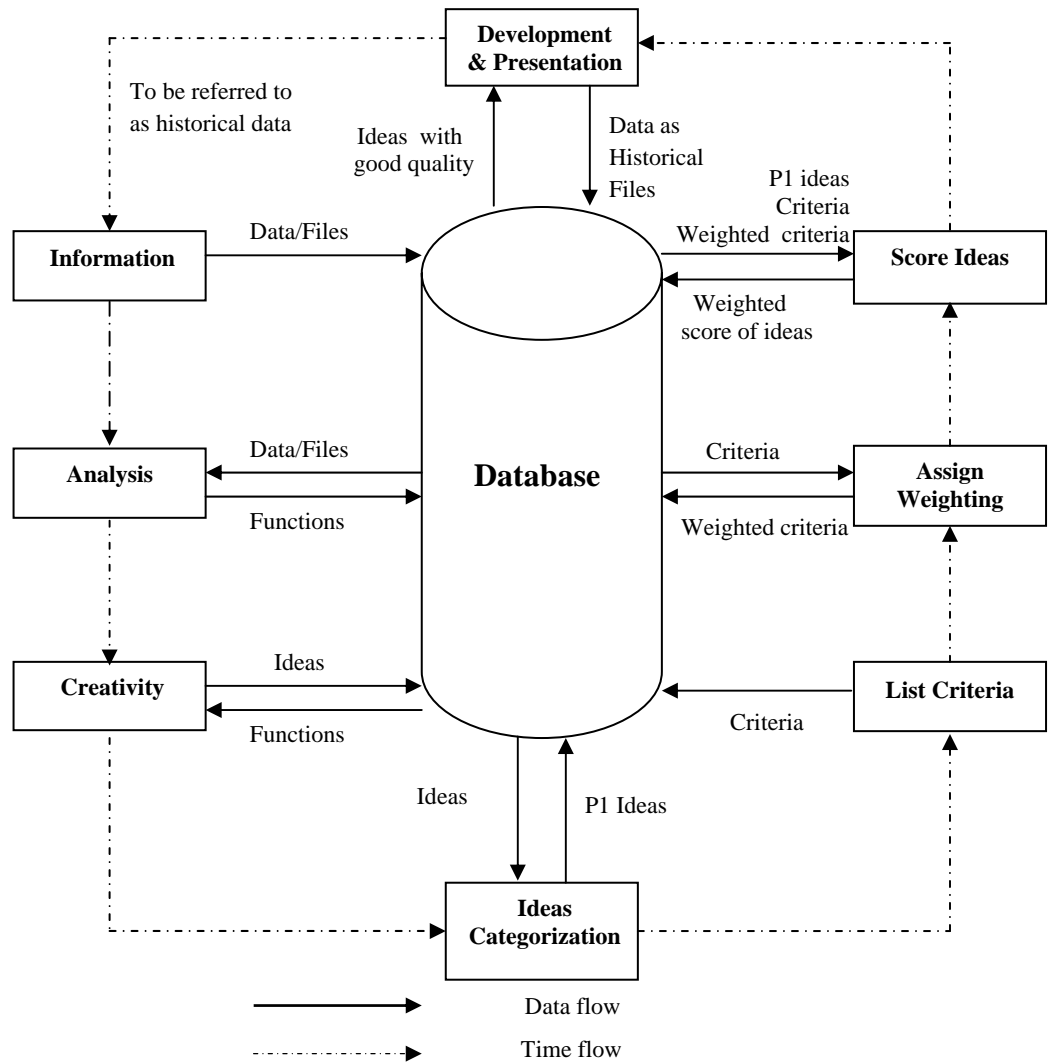 Development
& Presentation
To be referred to
as historical data
Ideas with
good quality
Data as
Historical
Files
P1 ideas
Criteria
Weighted criteria
Information
Data/Files
Score Ideas
Weighted
score of ideas
Analysis
Data/Files
Functions
Database
Criteria
Weighted criteria
Assign
Weighting
Creativity
Ideas
Functions
List Criteria
Criteria
Ideas
P1 Ideas
Ideas
Categorization
Data flow
Time flow